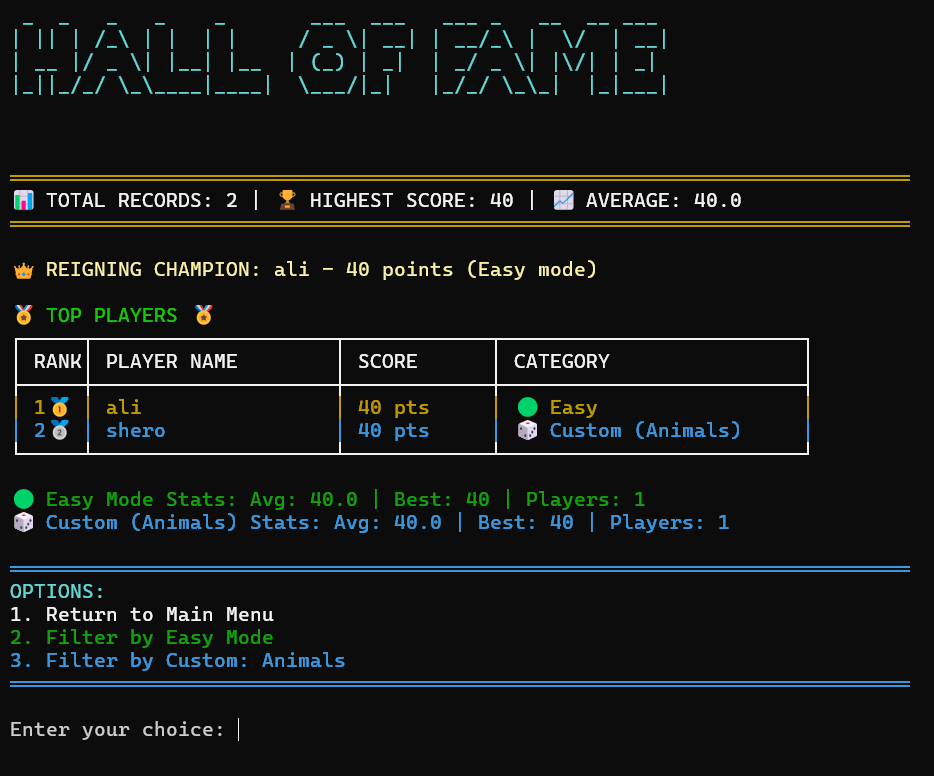 HALL OF FAME
📊 TOTAL RECORDS: 2 | 🏆 HIGHEST SCORE: 40 | 📈 AVERAGE: 40.0
👑 REIGNING CHAMPION: ali - 40 points (Easy mode)
🏅 TOP PLAYERS 🏅
RANK PLAYER NAME SCORE CATEGORY
1🥇 ali 40 pts 🟢 Easy
2🥈 shero 40 pts 🎲 Custom (Animals)
🟢 Easy Mode Stats: Avg: 40.0 | Best: 40 | Players: 1
🎲 Custom (Animals) Stats: Avg: 40.0 | Best: 40 | Players: 1
OPTIONS:
1. Return to Main Menu
2. Filter by Easy Mode
3. Filter by Custom: Animals
Enter your choice: